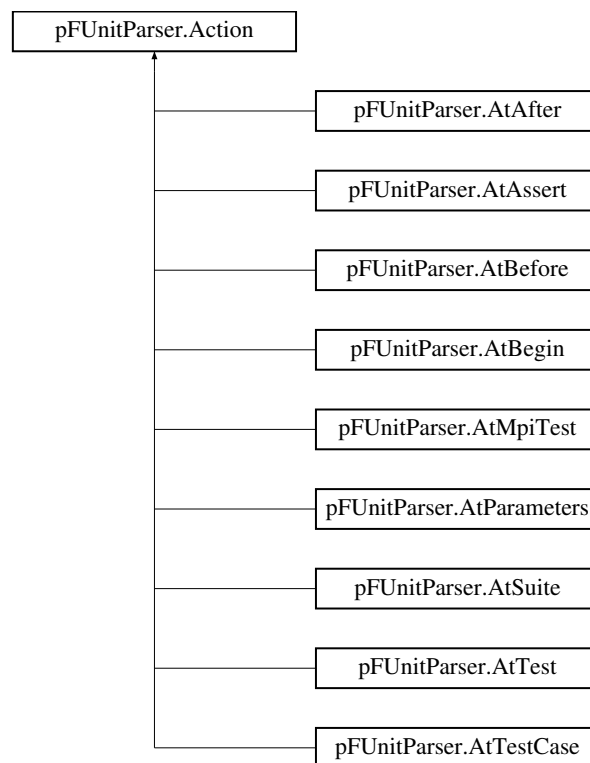 pFUnitParser.Action
pFUnitParser.AtAfter
pFUnitParser.AtAssert
pFUnitParser.AtBefore
pFUnitParser.AtBegin
pFUnitParser.AtMpiTest
pFUnitParser.AtParameters
pFUnitParser.AtSuite
pFUnitParser.AtTest
pFUnitParser.AtTestCase